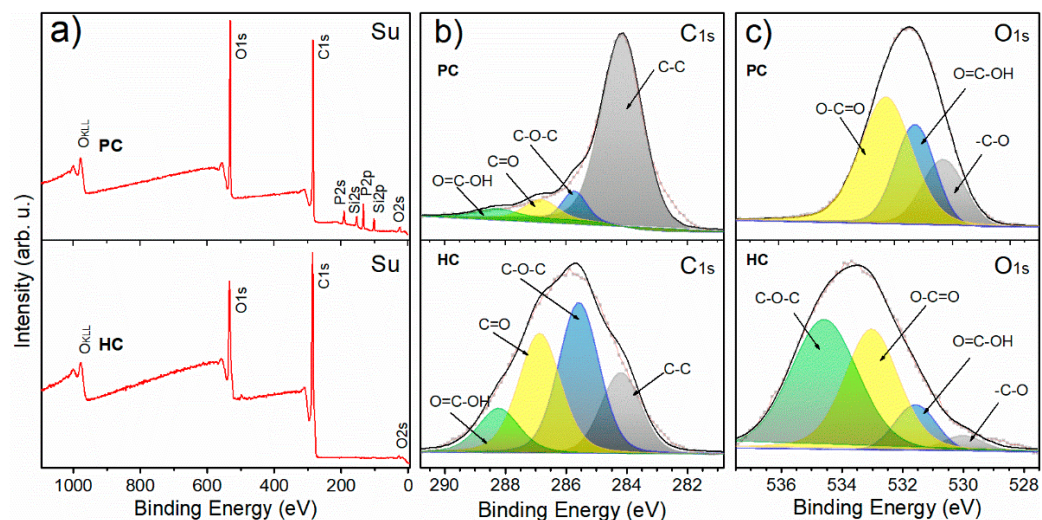 a)
Su
O1s
C1s
OKLL
PC
P2s
Si2s
P2p
Si2p
O2s
HC
Su
O1s
C1s
OKLL
O2s
Intensity (arb. u.)
1000 800 600 400 200 0
Binding Energy (eV)
b)
C1s
PC
C-C
C-O-C
C=O
O=C-OH
HC
C1s
C-O-C
C=O
C-C
O=C-OH
288 286 284 282
Binding Energy (eV)
c)
O1s
PC
O=C-OH
O-C=O
-C-O
HC
O1s
O-C=O
C-O-C
O=C-OH
-C-O
536 534 532 530 528
Binding Energy (eV)